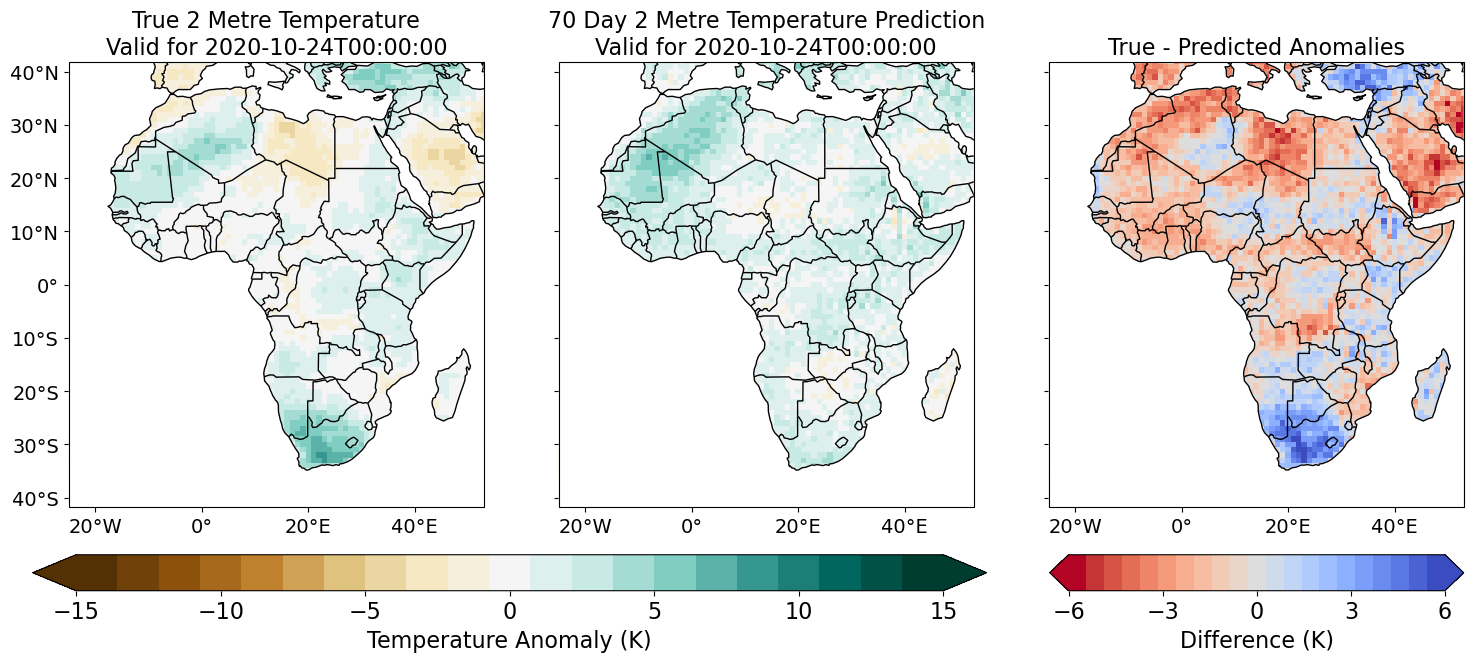 True 2 Metre Temperature
Valid for 2020-10-24T00:00:00
70 Day 2 Metre Temperature Prediction
Valid for 2020-10-24T00:00:00
True - Predicted Anomalies
40°N
30°N
20°N
10°N
0°
10°S
20°S
30°S
40°S
20°W 0° 20°E 40°E
20°W 0° 20°E 40°E
20°W 0° 20°E 40°E
−15 −10 −5 0 5 10 15
Temperature Anomaly (K)
−6 −3 0 3 6
Difference (K)